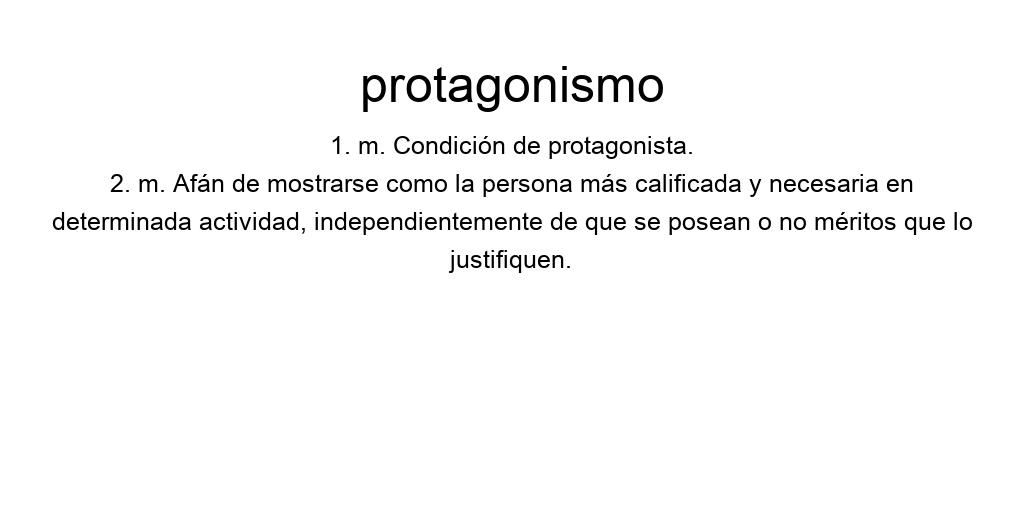 protagonismo
1. m. Condición de protagonista.
2. m. Afán de mostrarse como la persona más calificada y necesaria en
determinada actividad, independientemente de que se posean o no méritos que lo
justifiquen.